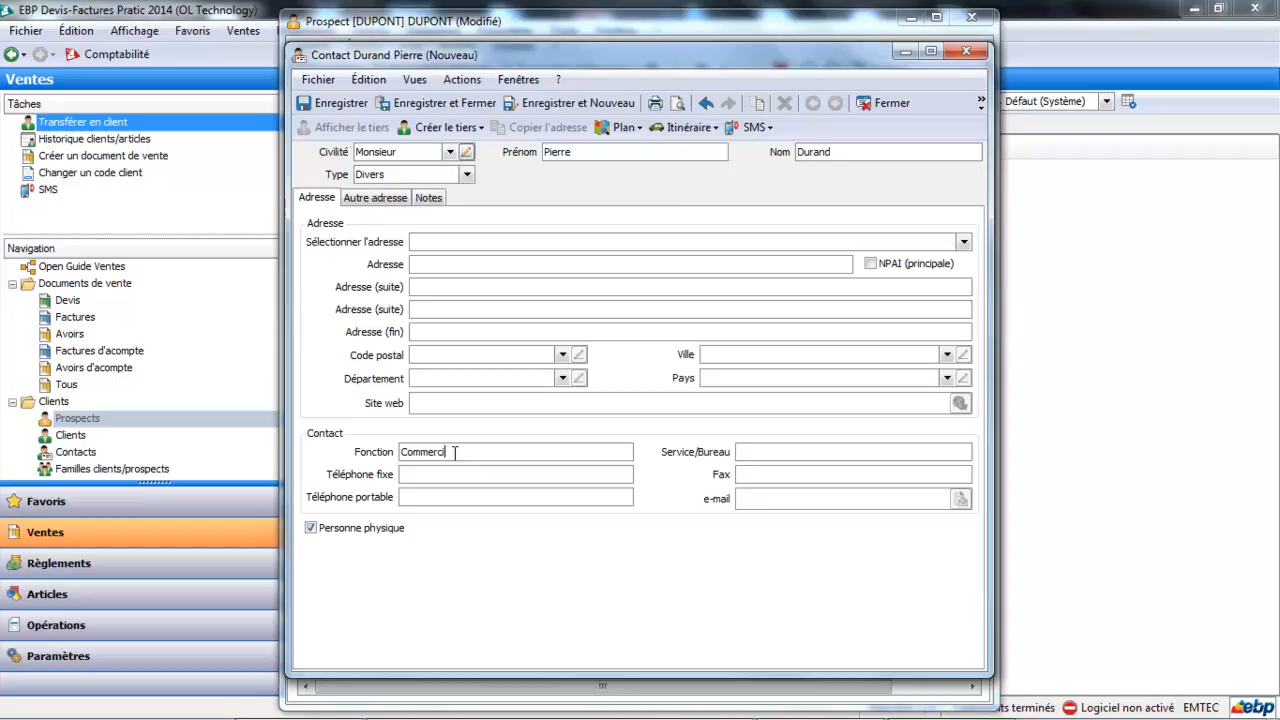 EBP Devis-Factures Pratic 2014 (OL Technology)
Fichier Édition Affichage Favoris Ventes
Comptabilité
Ventes
Tâches
Transférer en client
Historique clients/articles
Créer un document de vente
Changer un code client
SMS
Navigation
Open Guide Ventes
Documents de vente
Devis
Factures
Avoirs
Factures d'acompte
Avoirs d'acompte
Tous
Clients
Prospects
Clients
Contacts
Familles clients/prospects
Favoris
Ventes
Règlements
Articles
Opérations
Paramètres
Prospect [DUPONT] DUPONT (Modifié)
Contact Durand Pierre (Nouveau)
Fichier Édition Vues Actions Fenêtres ?
Enregistrer Enregistrer et Fermer Enregistrer et Nouveau Fermer
Afficher le tiers Créer le tiers Copier l'adresse Plan Itinéraire SMS
Civilité Monsieur Prénom Pierre Nom Durand
Type Divers
Adresse Autre adresse Notes
Adresse
Sélectionner l'adresse
Adresse NPAI (principale)
Adresse (suite)
Adresse (suite)
Adresse (fin)
Code postal Ville
Département Pays
Site web
Contact
Fonction Commerci Service/Bureau
Téléphone fixe Fax
Téléphone portable e-mail
Personne physique
Défaut (Système)
ts terminés Logiciel non activé EMTEC ebp